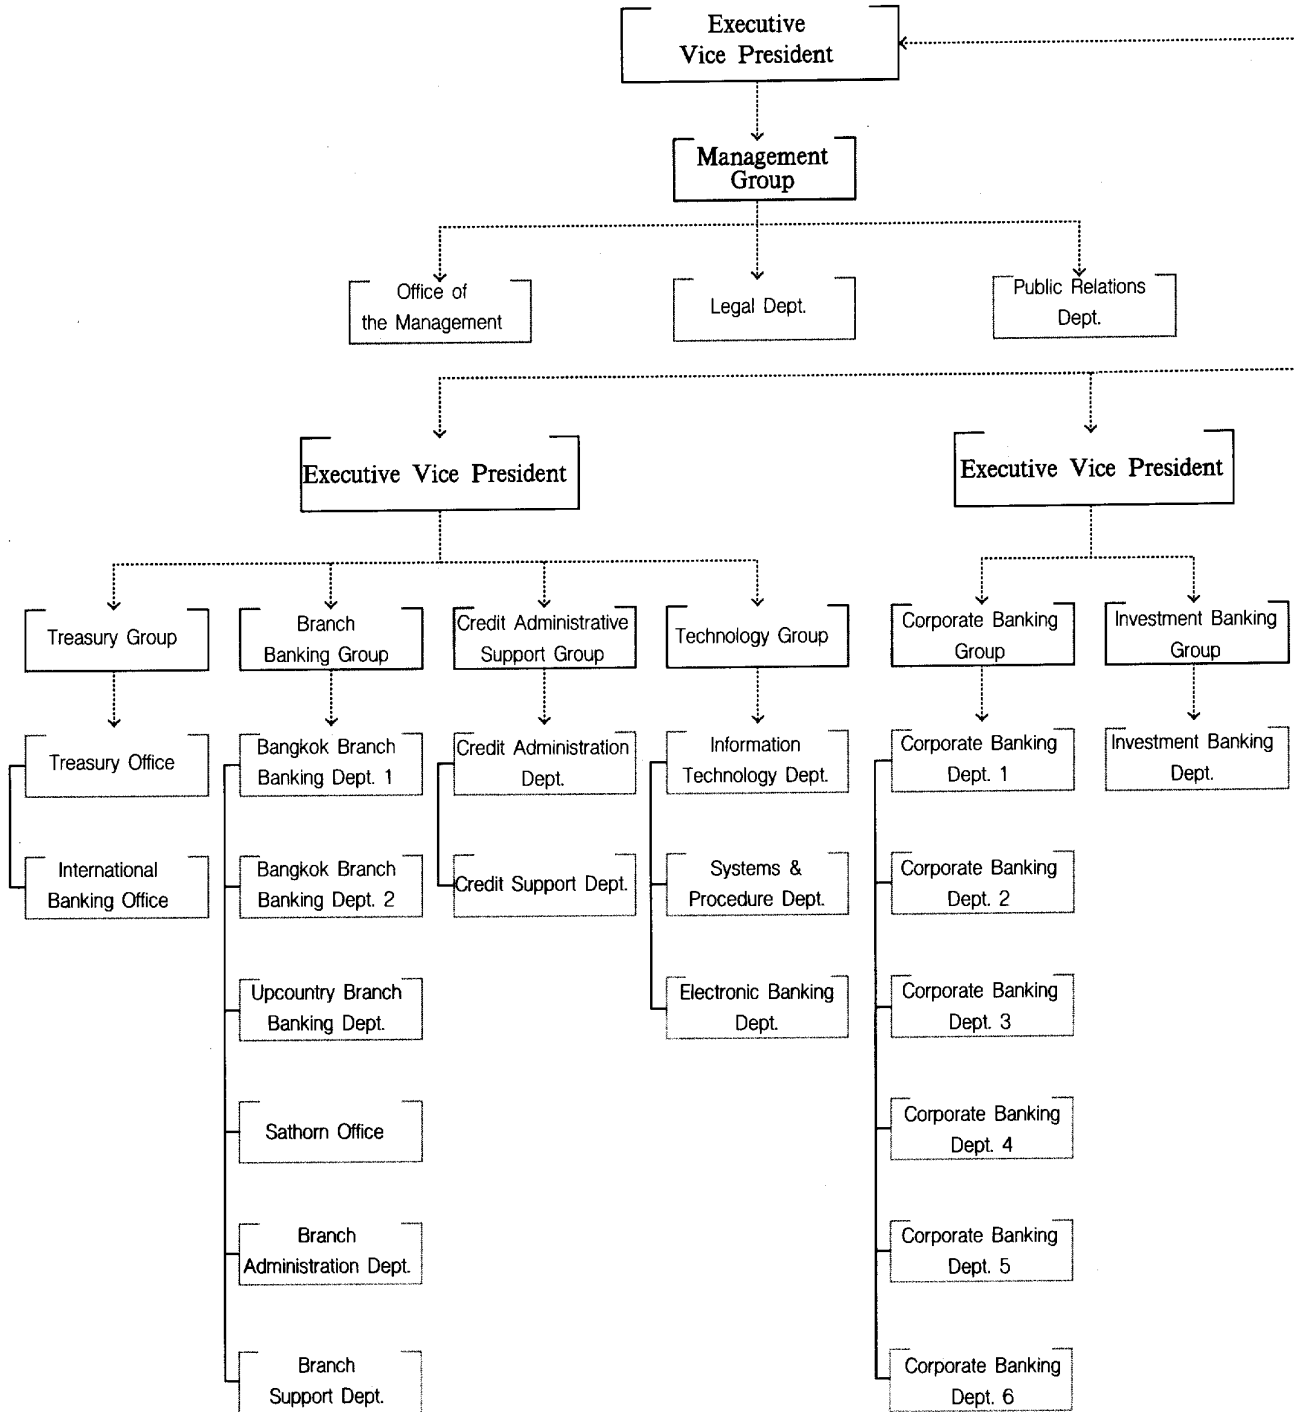 Executive
Vice President
Management
Group
Office of
the Management
Legal Dept.
Public Relations
Dept.
Executive Vice President
Executive Vice President
Treasury Group
Branch
Banking Group
Credit Administrative
Support Group
Technology Group
Corporate Banking
Group
Investment Banking
Group
Treasury Office
Bangkok Branch
Banking Dept. 1
Credit Administration
Dept.
Information
Technology Dept.
Corporate Banking
Dept. 1
Investment Banking
Dept.
International
Banking Office
Bangkok Branch
Banking Dept. 2
Credit Support Dept.
Systems &
Procedure Dept.
Corporate Banking
Dept. 2
Upcountry Branch
Banking Dept.
Electronic Banking
Dept.
Corporate Banking
Dept. 3
Sathorn Office
Corporate Banking
Dept. 4
Branch
Administration Dept.
Corporate Banking
Dept. 5
Branch
Support Dept.
Corporate Banking
Dept. 6